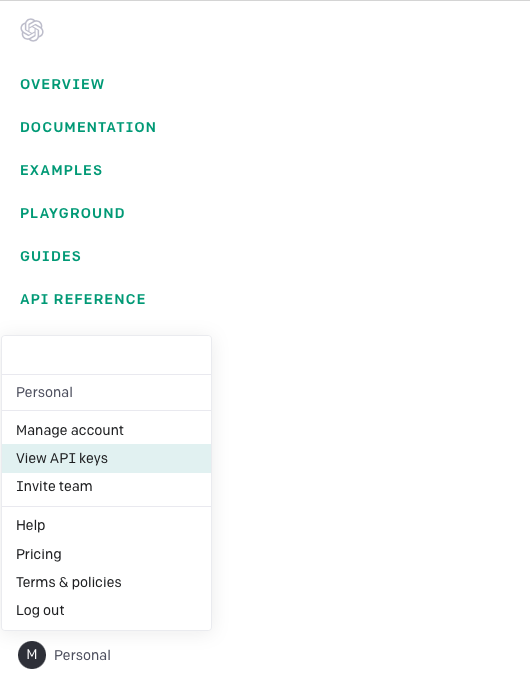 OVERVIEW
DOCUMENTATION
EXAMPLES
PLAYGROUND
GUIDES
API REFERENCE
Personal
Manage account
View API keys
Invite team
Help
Pricing
Terms & policies
Log out
M Personal